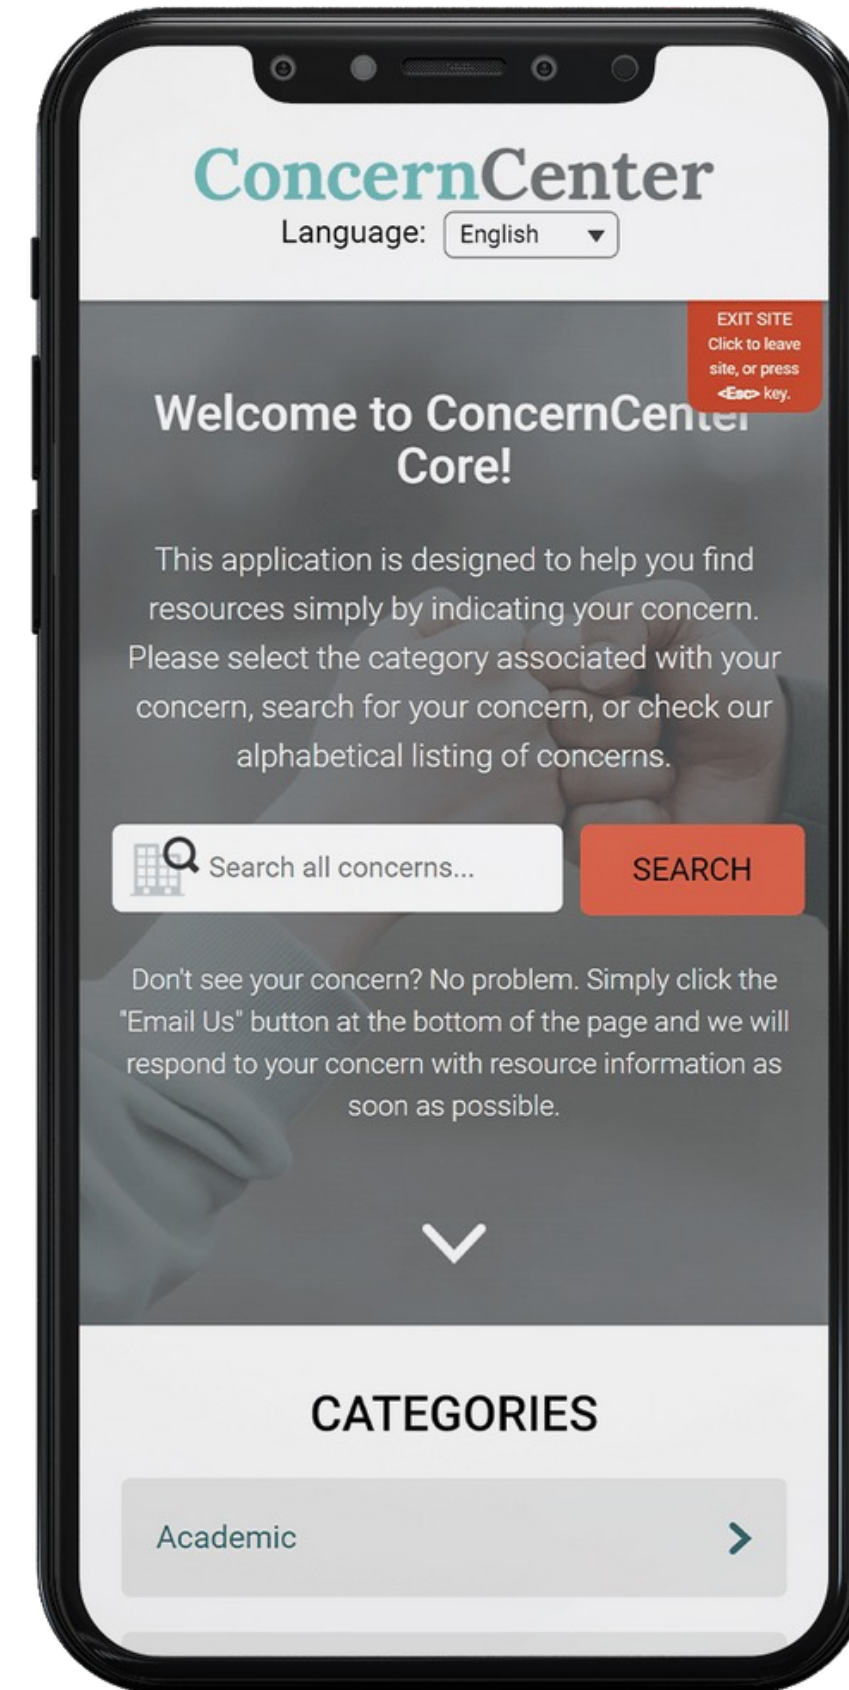 ConcernCenter
Language: English
EXIT SITE
Click to leave
site, or press
<Esc> key.
Welcome to ConcernCenter
Core!
This application is designed to help you find
resources simply by indicating your concern.
Please select the category associated with your
concern, search for your concern, or check our
alphabetical listing of concerns.
Search all concerns...
SEARCH
Don't see your concern? No problem. Simply click the
"Email Us" button at the bottom of the page and we will
respond to your concern with resource information as
soon as possible.
CATEGORIES
Academic